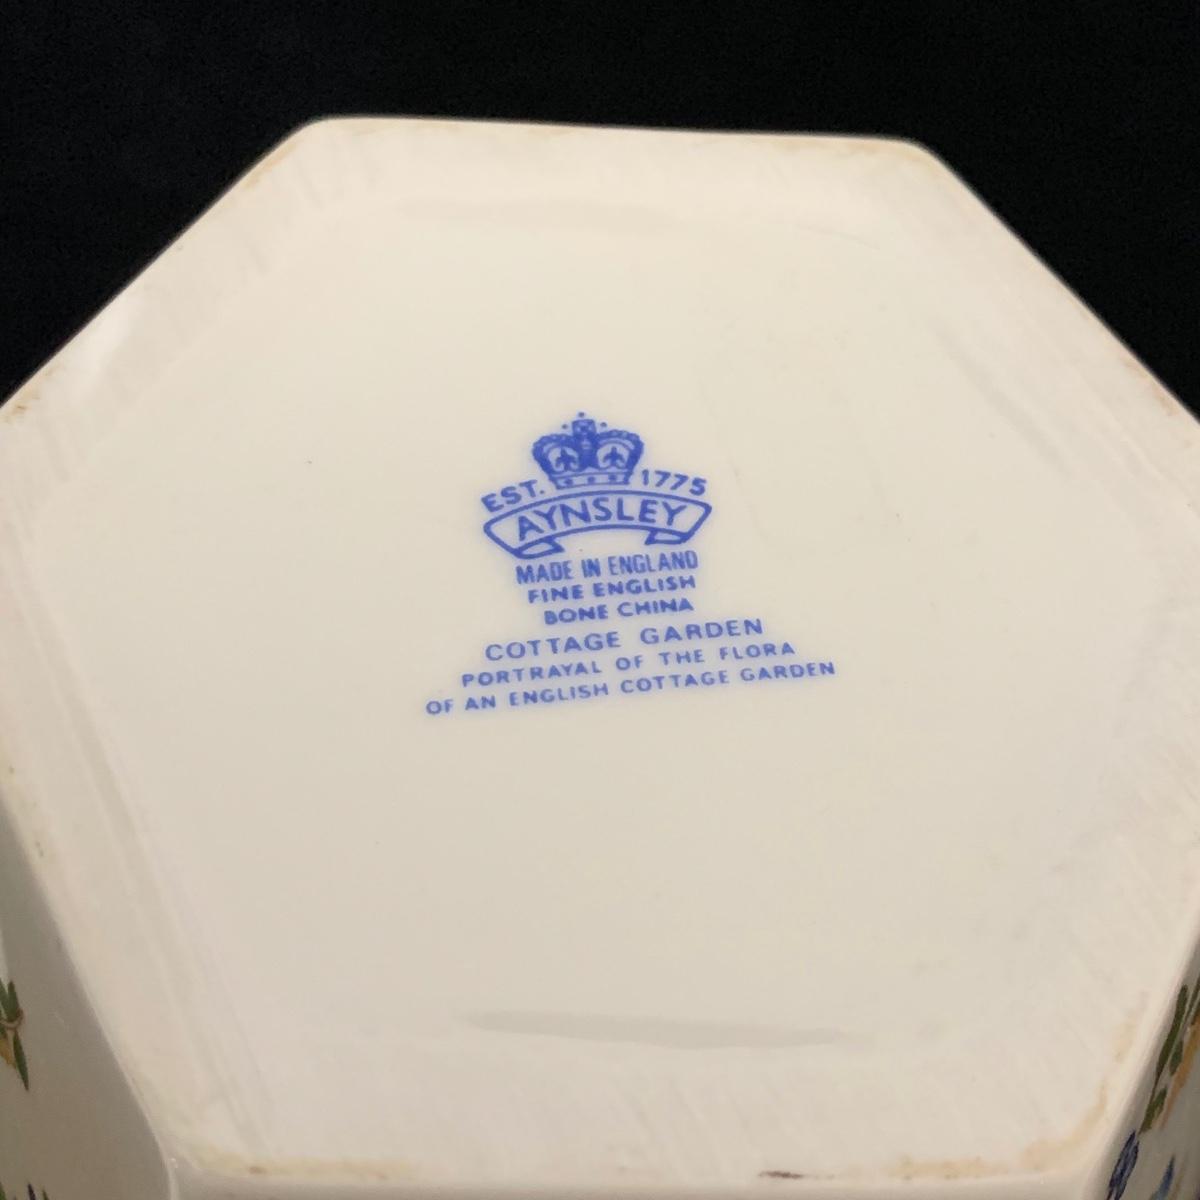 EST. 1775
AYNSLEY
MADE IN ENGLAND
FINE ENGLISH
BONE CHINA
COTTAGE GARDEN
PORTRAYAL OF THE FLORA
OF AN ENGLISH COTTAGE GARDEN